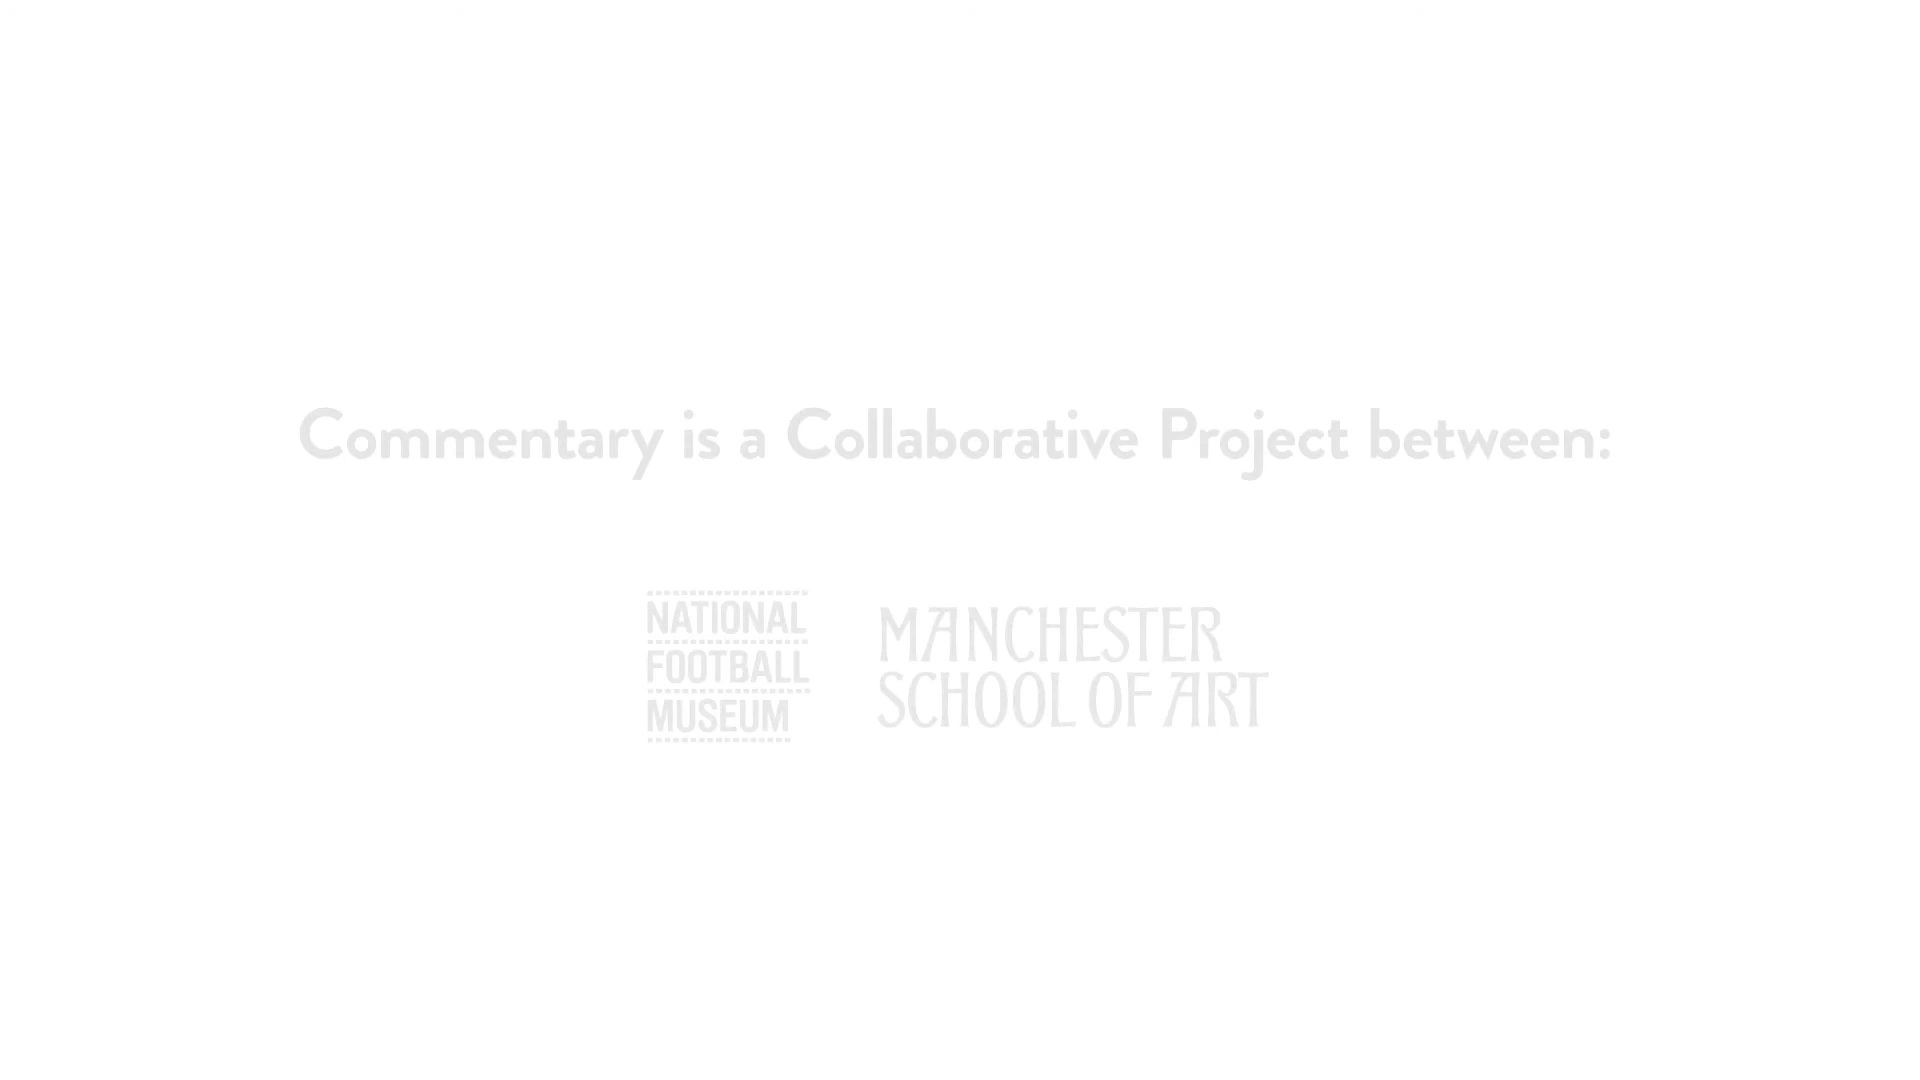 Commentary is a Collaborative Project between:
NATIONAL
FOOTBALL
MUSEUM
MANCHESTER
SCHOOL OF ART